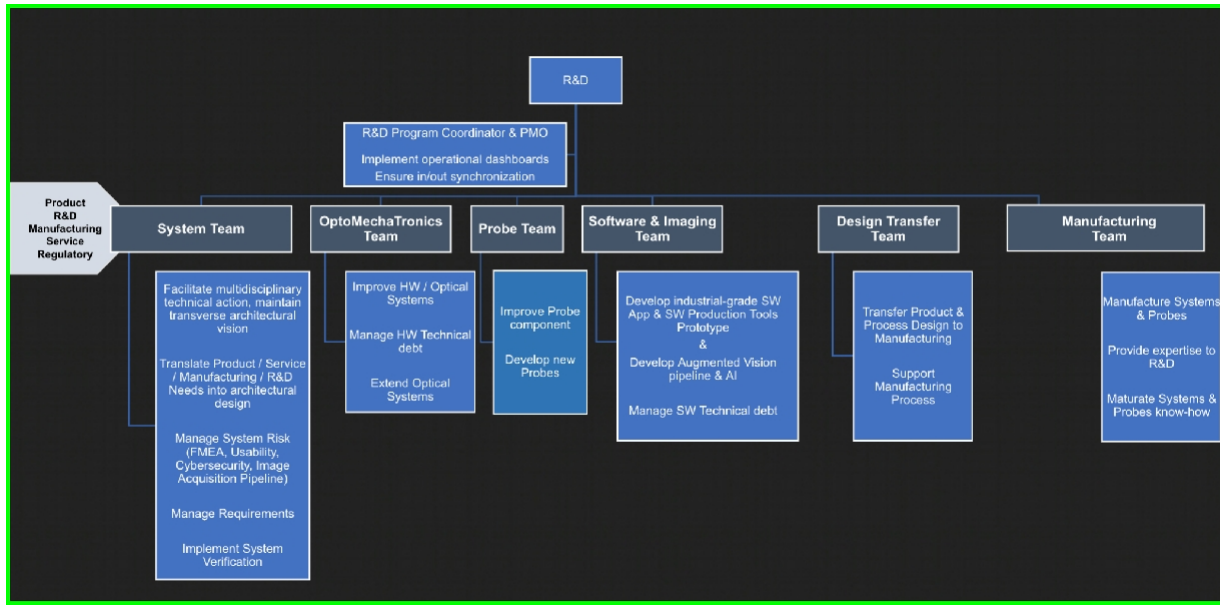 R&D
R&D Program Coordinator & PMO
Implement operational dashboards
Ensure in/out synchronization
Product
R&D
Manufacturing
Service
Regulatory
System Team
OptoMechaTronics
Team
Probe Team
Software & Imaging
Team
Design Transfer
Team
Manufacturing
Team
Facilitate multidisciplinary
technical action, maintain
transverse architectural
vision
Translate Product / Service
/ Manufacturing / R&D
Needs into architectural
design
Manage System Risk
(FMEA, Usability,
Cybersecurity, Image
Acquisition Pipeline)
Manage Requirements
Implement System
Verification
Improve HW / Optical
Systems
Manage HW Technical
debt
Extend Optical
Systems
Improve Probe
component
Develop new
Probes
Develop industrial-grade SW
App & SW Production Tools
Prototype
&
Develop Augmented Vision
pipeline & AI
Manage SW Technical debt
Transfer Product &
Process Design to
Manufacturing
Support
Manufacturing
Process
Manufacture Systems
& Probes
Provide expertise to
R&D
Maturate Systems &
Probes know-how